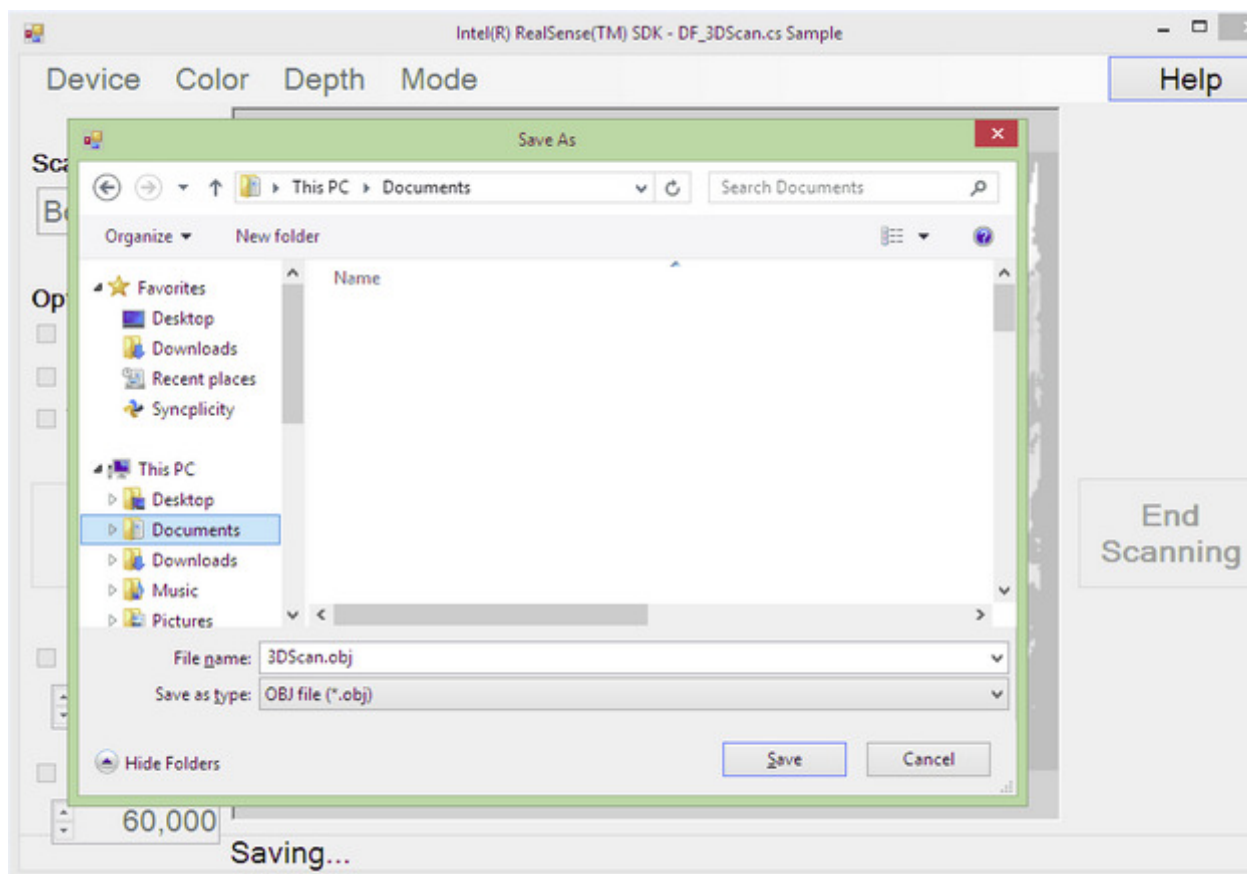 Intel(R) RealSense(TM) SDK - DF_3DScan.cs Sample
Device Color Depth Mode Help
Save As
This PC Documents Search Documents
Organize New folder
Name
Favorites
Desktop
Downloads
Recent places
Syncplicity
This PC
Desktop
Documents
Downloads
Music
Pictures
File name: 3DScan.obj
Save as type: OBJ file (*.obj)
Hide Folders Save Cancel
End
Scanning
60,000
Saving...